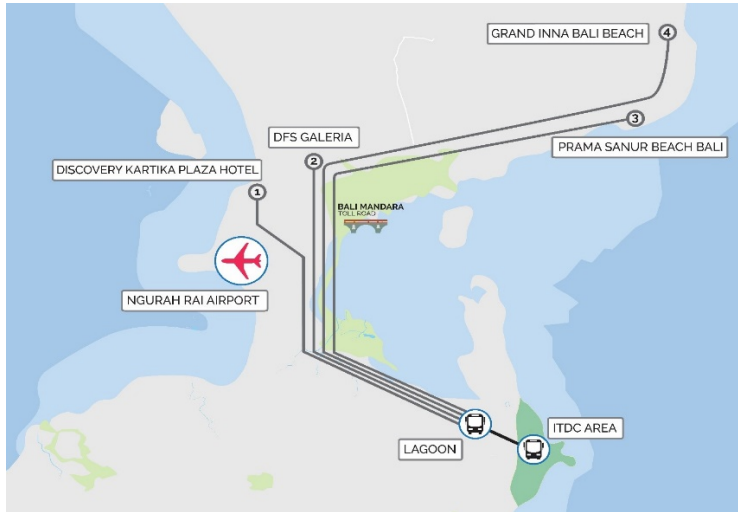 GRAND INNA BALI BEACH
4
3
PRAMA SANUR BEACH BALI
DFS GALERIA
2
DISCOVERY KARTIKA PLAZA HOTEL
1
BALI MANDARA
TOLL ROAD
NGURAH RAI AIRPORT
ITDC AREA
LAGOON